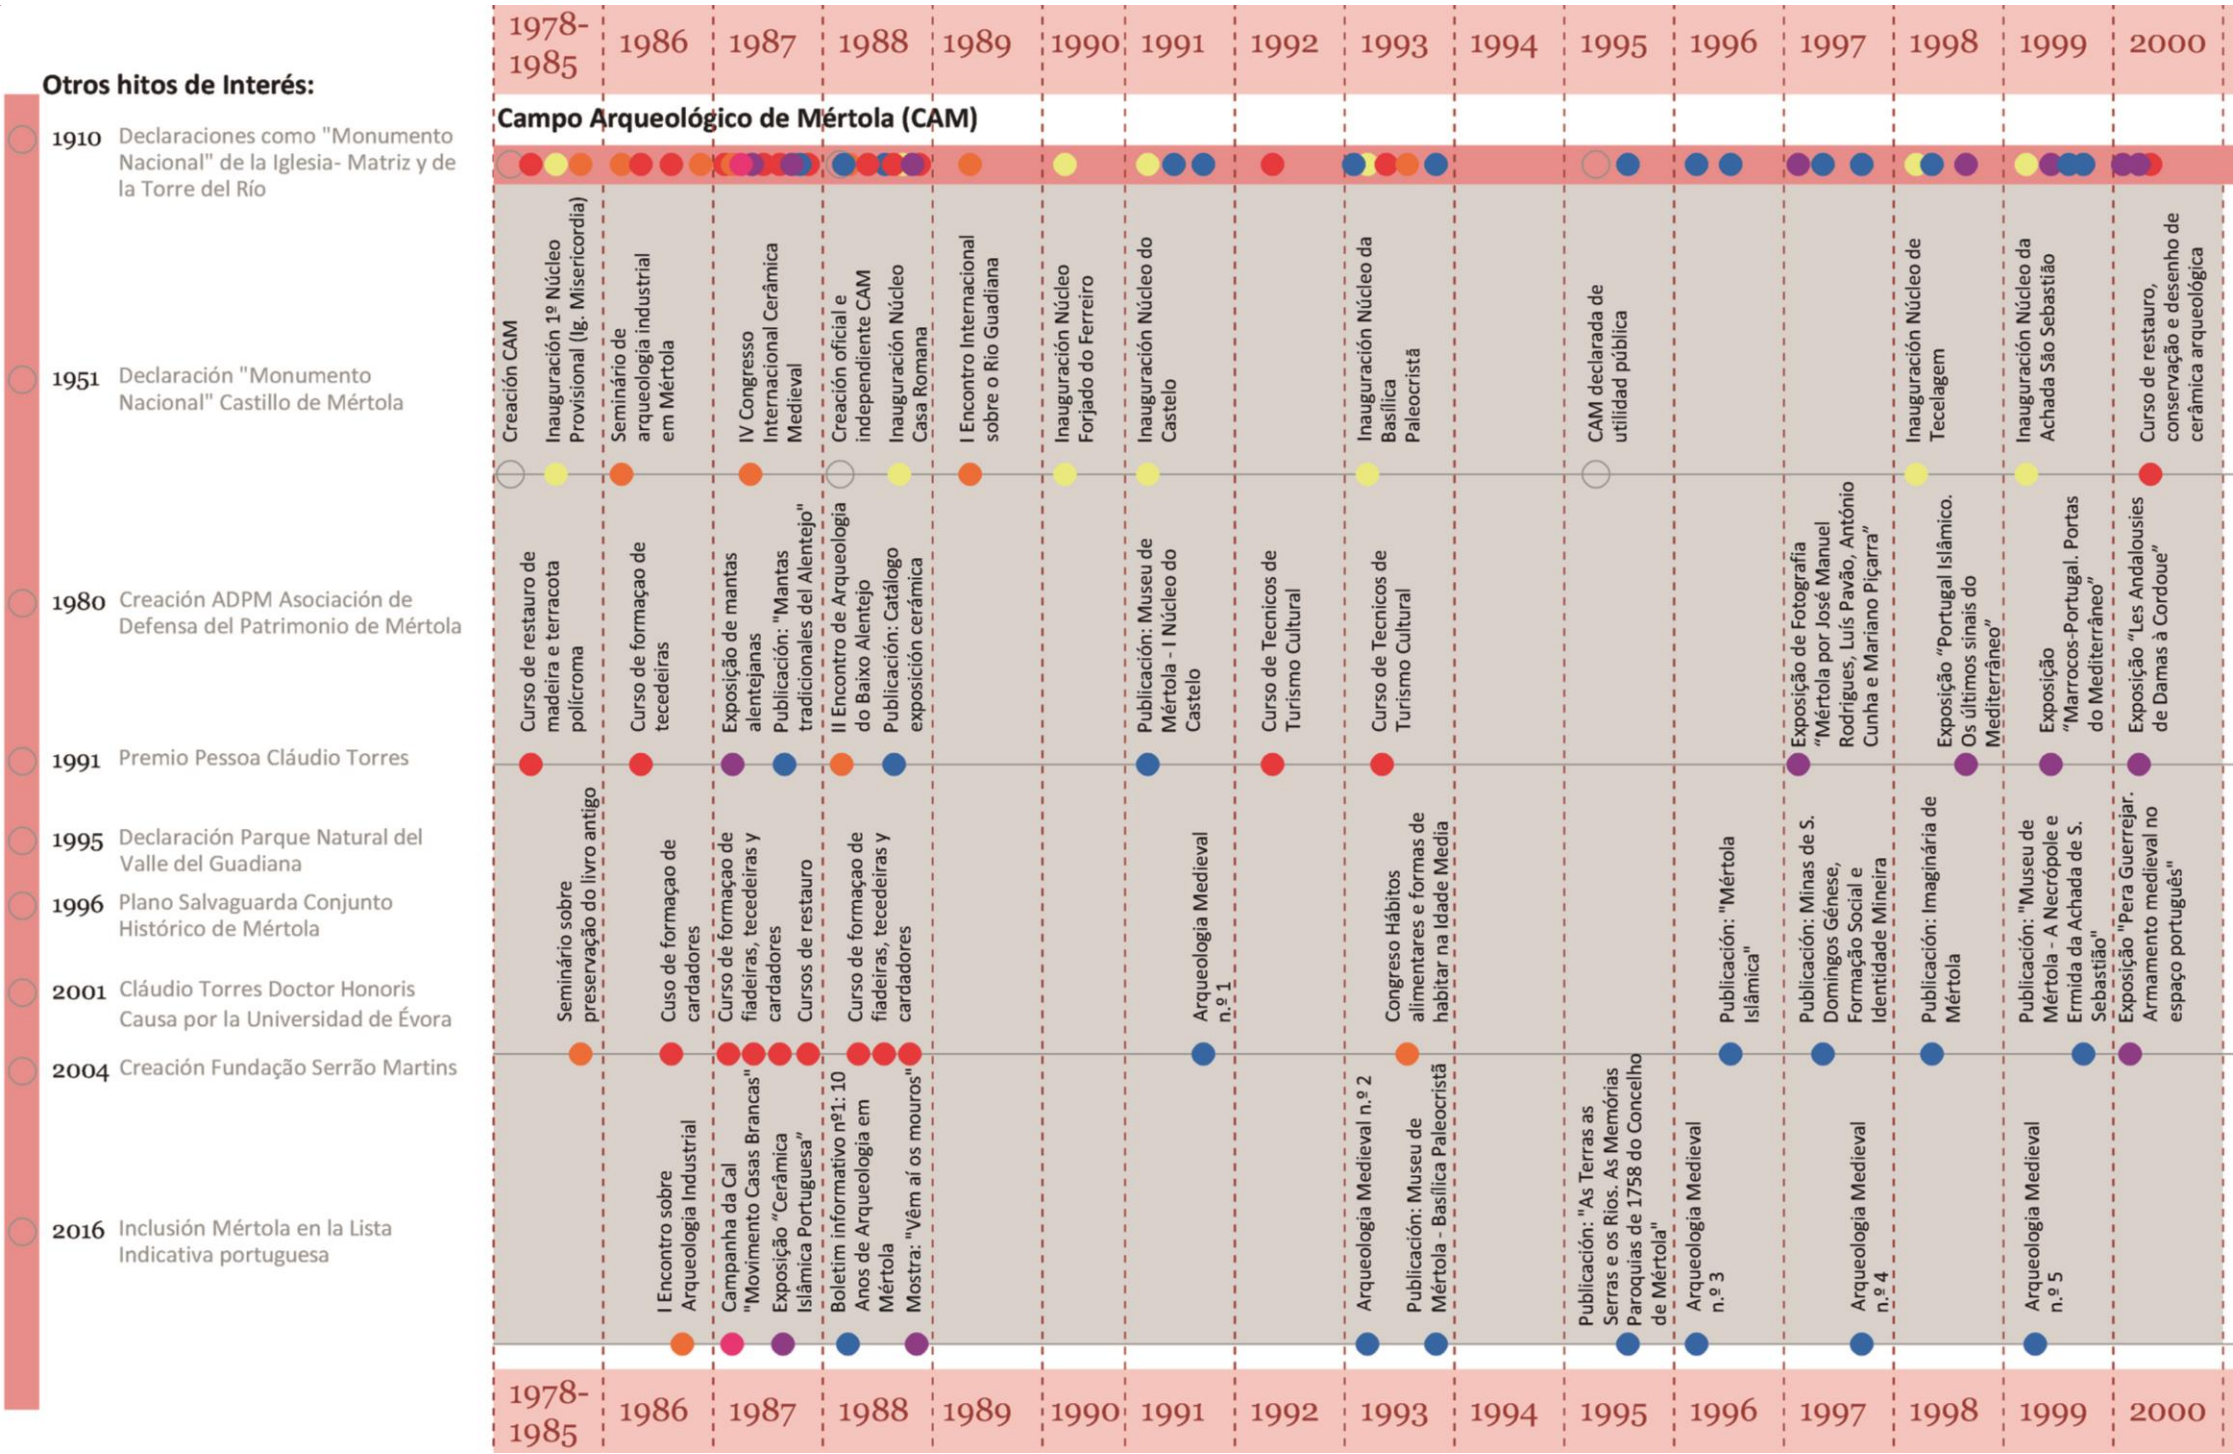 1978-
1985
1986
1987
1988
1989
1990
1991
1992
1993
1994
1995
1996
1997
1998
1999
2000
Otros hitos de Interés:
1910
Declaraciones como "Monumento
Nacional" de la Iglesia- Matriz y de
la Torre del Río
1951
Declaración "Monumento
Nacional" Castillo de Mértola
1980
Creación ADPM Asociación de
Defensa del Patrimonio de Mértola
1991
Premio Pessoa Cláudio Torres
1995
Declaración Parque Natural del
Valle del Guadiana
1996
Plano Salvaguarda Conjunto
Histórico de Mértola
2001
Cláudio Torres Doctor Honoris
Causa por la Universidad de Évora
2004
Creación Fundação Serrão Martins
2016
Inclusión Mértola en la Lista
Indicativa portuguesa
Campo Arqueológico de Mértola (CAM)
Creación CAM
Inauguración 1º Núcleo
Provisional (Ig. Misericordia)
Seminário de
arqueologia industrial
em Mértola
IV Congresso
Internacional Cerâmica
Medieval
Creación oficial e
independiente CAM
Inauguración Núcleo
Casa Romana
I Encontro Internacional
sobre o Rio Guadiana
Inauguración Núcleo
Forjado do Ferreiro
Inauguración Núcleo do
Castelo
Inauguración Núcleo da
Basílica
Paleocristã
CAM declarada de
utilidad pública
Inauguración Núcleo de
Tecelagem
Inauguración Núcleo da
Achada São Sebastião
Curso de restauro,
conservação e desenho de
cerâmica arqueológica
Curso de restauro de
madeira e terracota
polícroma
Curso de formaçao de
tecedeiras
Exposição de mantas
alentejanas
Publicación: "Mantas
tradicionales del Alentejo"
II Encontro de Arqueologia
do Baixo Alentejo
Publicación: Catálogo
exposición cerámica
Publicación: Museu de
Mértola - I Núcleo do
Castelo
Curso de Tecnicos de
Turismo Cultural
Curso de Tecnicos de
Turismo Cultural
Exposição de Fotografia
“Mértola por José Manuel
Rodrigues, Luís Pavão, António
Cunha e Mariano Piçarra”
Exposição “Portugal Islâmico.
Os últimos sinais do
Mediterrâneo”
Exposição
“Marrocos-Portugal. Portas
do Mediterrâneo”
Exposição “Les Andalousies
de Damas à Cordoue”
Seminário sobre
preservação do livro antigo
Cuso de formaçao de
cardadores
Curso de formaçao de
fiadeiras, tecedeiras y
cardadores
Cursos de restauro
Curso de formaçao de
fiadeiras, tecedeiras y
cardadores
Arqueologia Medieval
n.º 1
Congreso Hábitos
alimentares e formas de
habitar na Idade Media
Publicación: "Mértola
Islâmica"
Publicación: Minas de S.
Domingos Génese,
Formação Social e
Identidade Mineira
Publicación: Imaginária de
Mértola
Publicación: "Museu de
Mértola - A Necrópole e
Ermida da Achada de S.
Sebastião"
Exposição "Pera Guerrejar.
Armamento medieval no
espaço português"
I Encontro sobre
Arqueologia Industrial
Campanha da Cal
"Movimento Casas Brancas"
Exposição “Cerâmica
Islâmica Portuguesa”
Boletim informativo nº1: 10
Anos de Arqueologia em
Mértola
Mostra: "Vêm aí os mouros"
Arqueologia Medieval n.º 2
Publicación: Museu de
Mértola - Basílica Paleocristã
Publicación: "As Terras as
Serras e os Rios. As Memórias
Paroquias de 1758 do Concelho
de Mértola"
Arqueologia Medieval
n.º 3
Arqueologia Medieval
n.º 4
Arqueologia Medieval
n.º 5
1978-
1985
1986
1987
1988
1989
1990
1991
1992
1993
1994
1995
1996
1997
1998
1999
2000